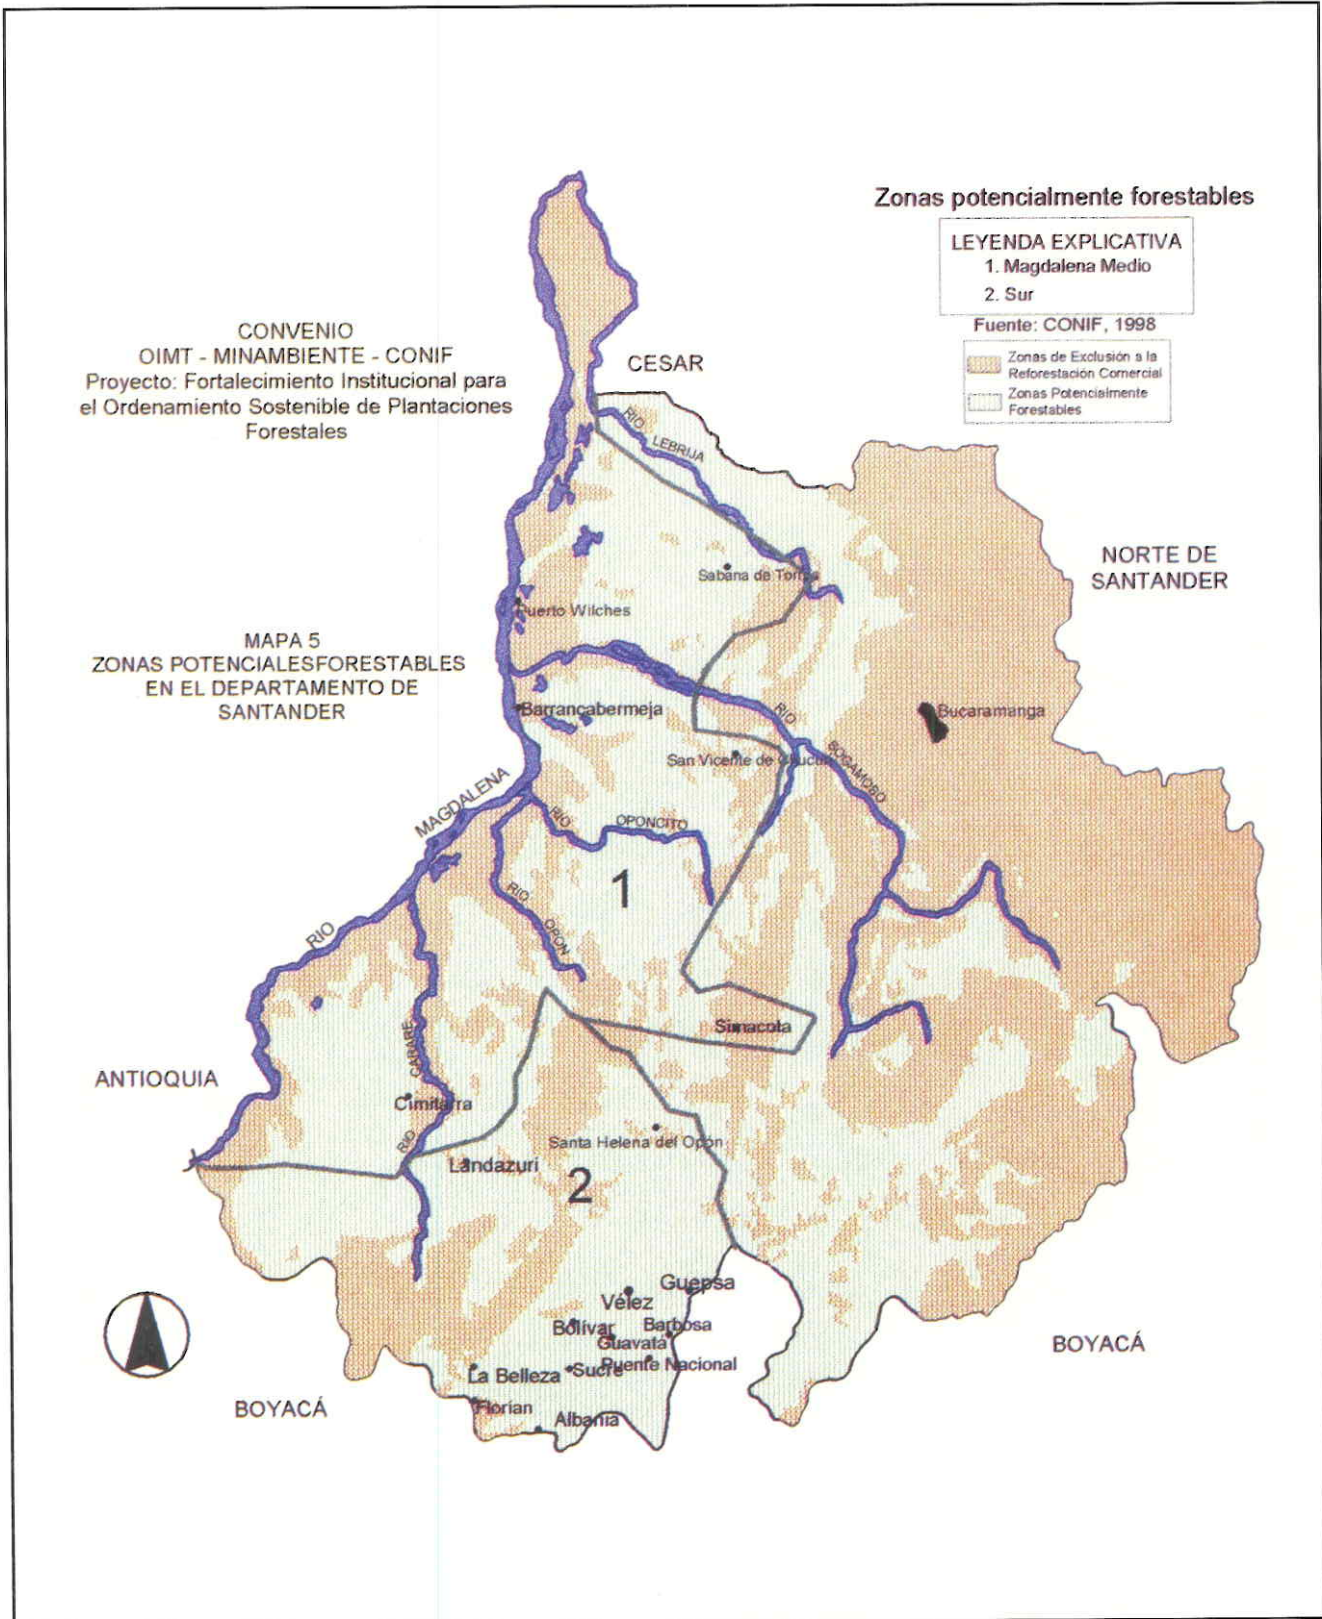 Zonas potencialmente forestables
LEYENDA EXPLICATIVA
1. Magdalena Medio
2. Sur
Fuente: CONIF, 1998
Zonas de Exclusión a la
Reforestación Comercial
Zonas Potencialmente
Forestables
CONVENIO
OIMT - MINAMBIENTE - CONIF
Proyecto: Fortalecimiento Institucional para
el Ordenamiento Sostenible de Plantaciones
Forestales
MAPA 5
ZONAS POTENCIALESFORESTABLES
EN EL DEPARTAMENTO DE
SANTANDER
CESAR
RIO LEBRIJA
NORTE DE
SANTANDER
Sabana de Torres
Puerto Wilches
Barrancabermeja
Bucaramanga
RIO SOGAMOSO
San Vicente de Chucurí
RIO MAGDALENA
RIO OPONCITO
1
RIO OPON
Simacota
ANTIOQUIA
RIO CARARE
Cimitarra
Santa Helena del Opón
Landazuri
2
Guepsa
Vélez
Bolívar
Barbosa
Guavatá
Puente Nacional
La Belleza
Sucre
Florian
Albania
BOYACÁ
BOYACÁ